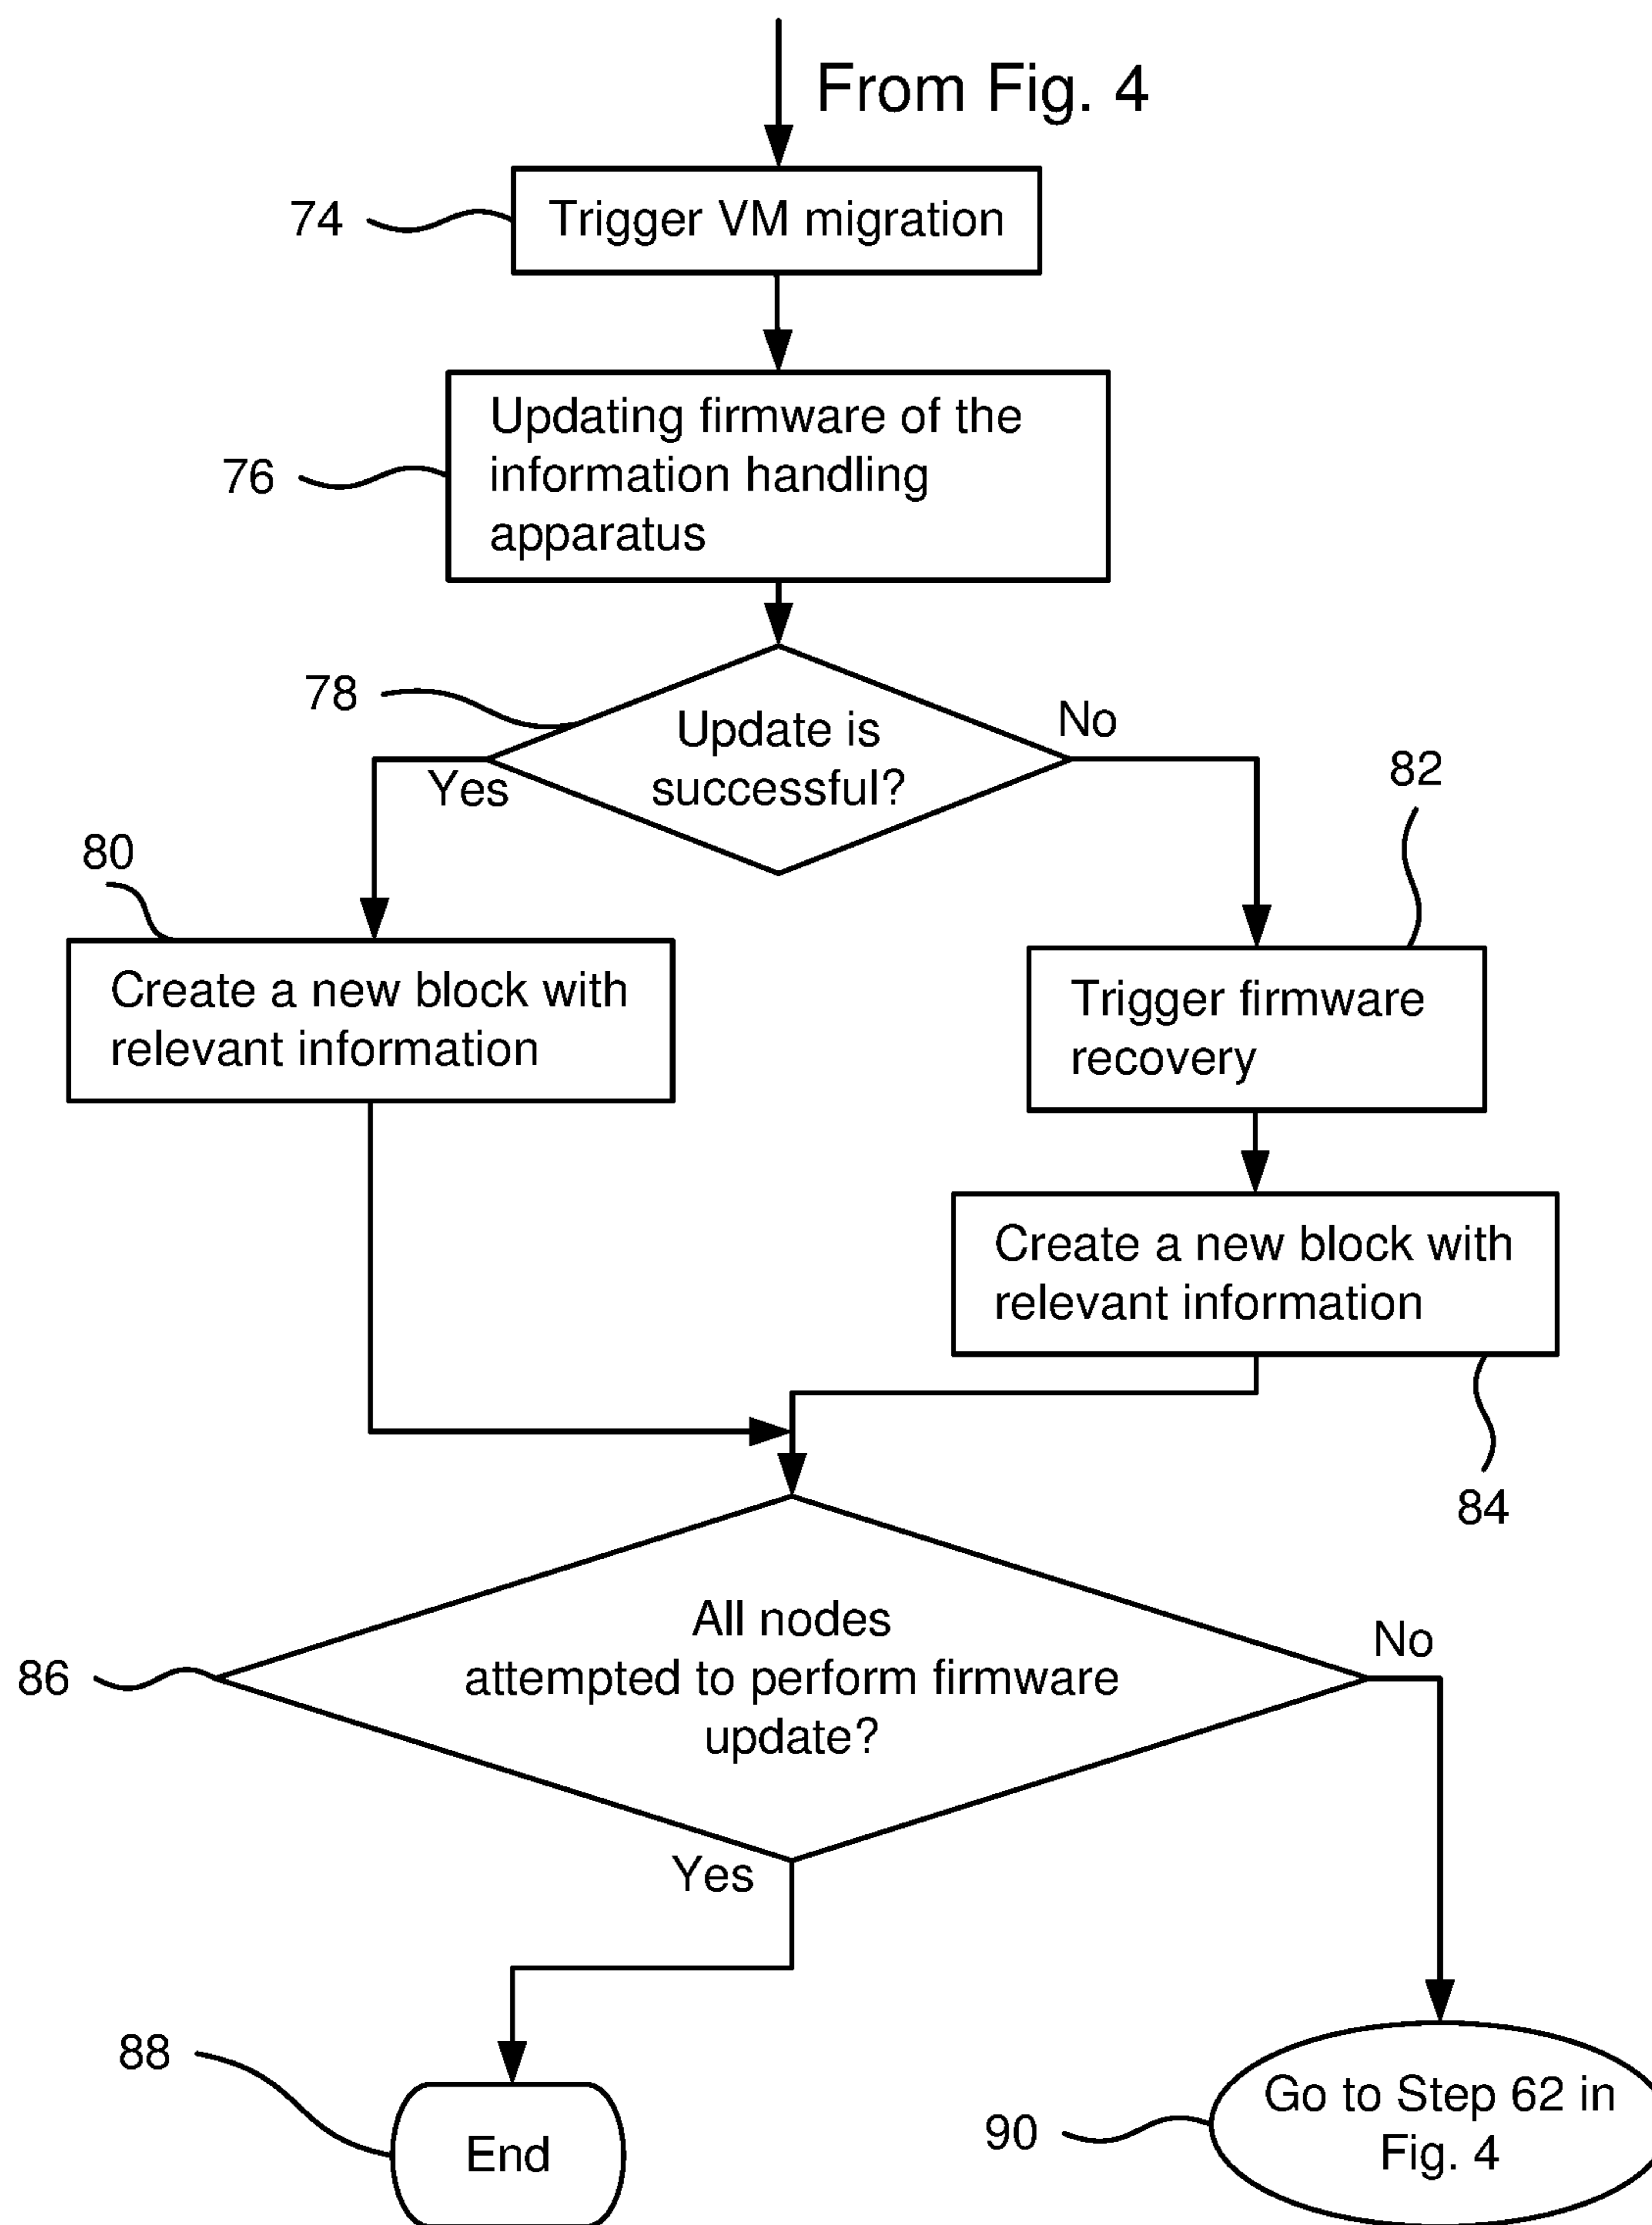 From Fig. 4
74
Trigger VM migration
76
Updating firmware of the
information handling
apparatus
78
Update is
successful?
Yes
No
80
82
Create a new block with
relevant information
Trigger firmware
recovery
Create a new block with
relevant information
84
86
All nodes
attempted to perform firmware
update?
No
Yes
88
End
90
Go to Step 62 in
Fig. 4